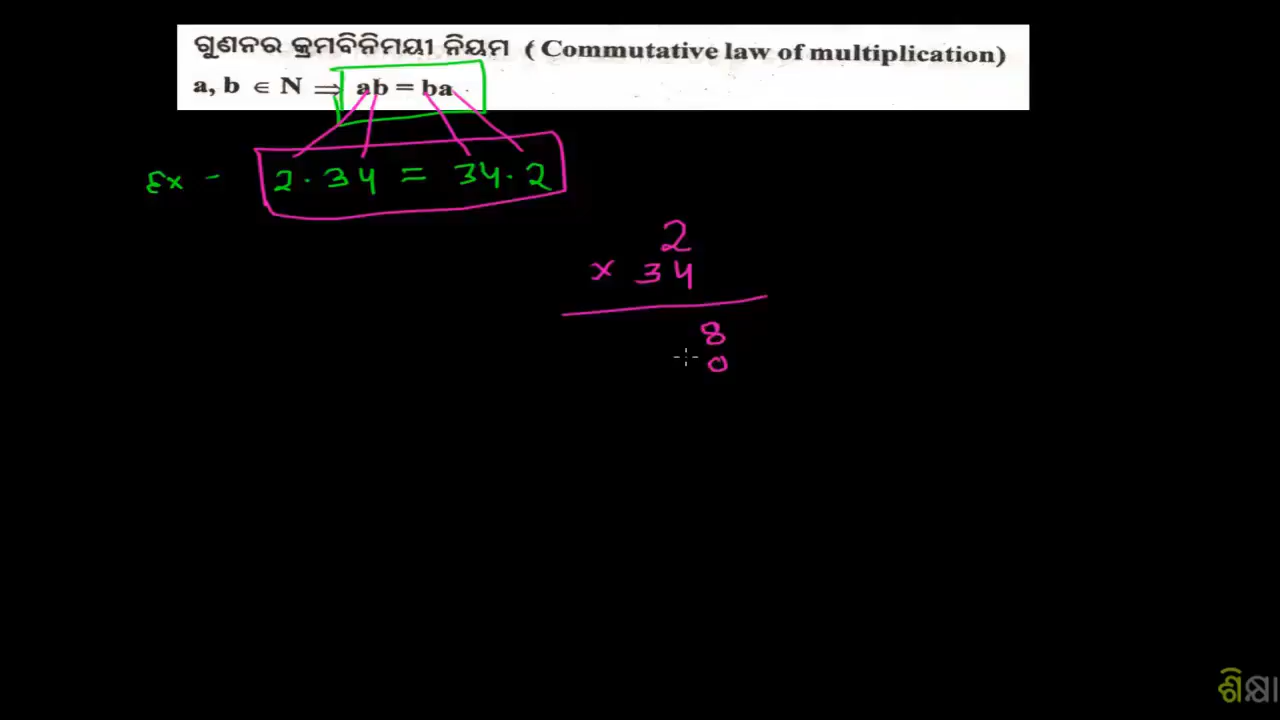 ଗୁଣନର କ୍ରମବିନିମୟୀ ନିୟମ ( Commutative law of multiplication)
a, b ∈ N ⇒ ab = ba
Ex - 2 · 34 = 34 · 2
2
× 34
8
0
ଶିକ୍ଷା